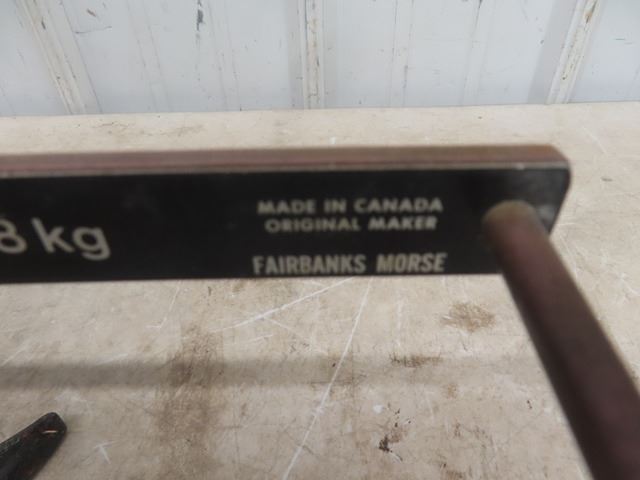 8 kg
MADE IN CANADA
ORIGINAL MAKER
FAIRBANKS MORSE